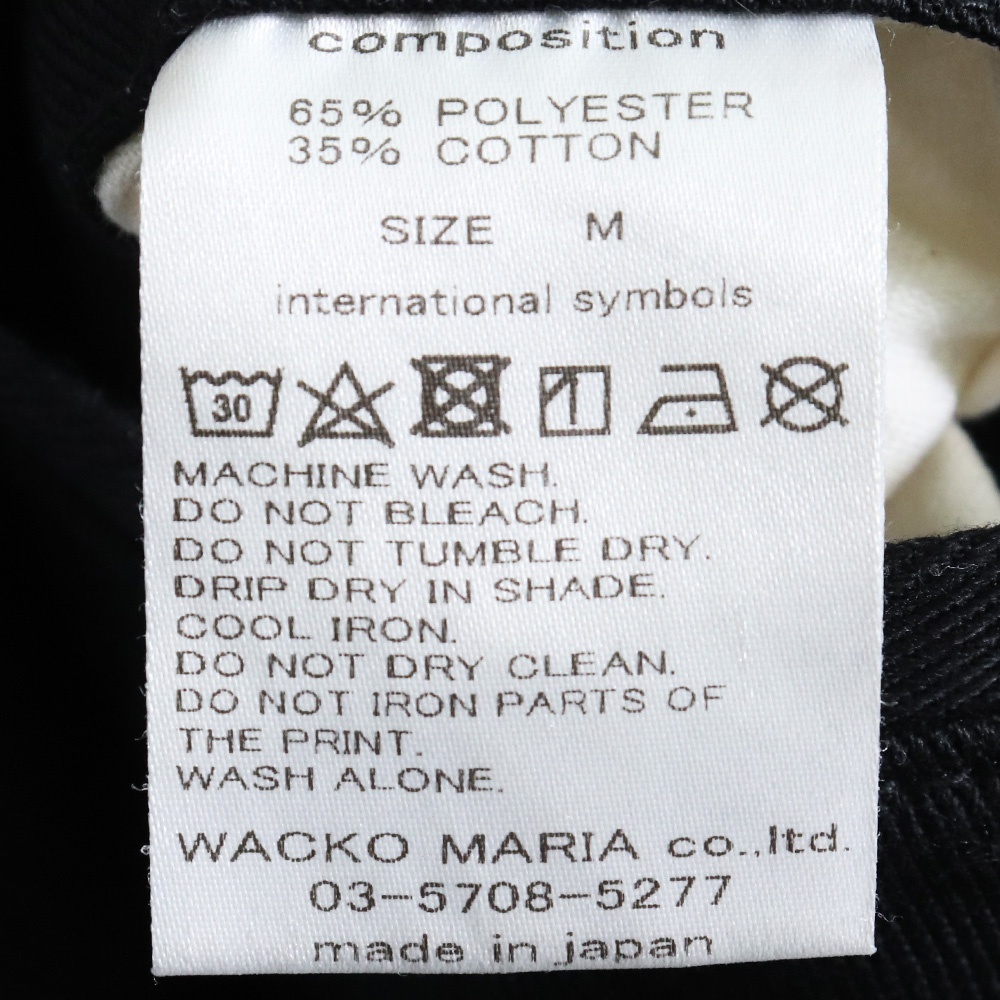 composition
65% POLYESTER
35% COTTON
SIZE M
international symbols
30
MACHINE WASH.
DO NOT BLEACH.
DO NOT TUMBLE DRY.
DRIP DRY IN SHADE.
COOL IRON.
DO NOT DRY CLEAN.
DO NOT IRON PARTS OF
THE PRINT.
WASH ALONE.
WACKO MARIA co.,ltd.
03-5708-5277
made in japan